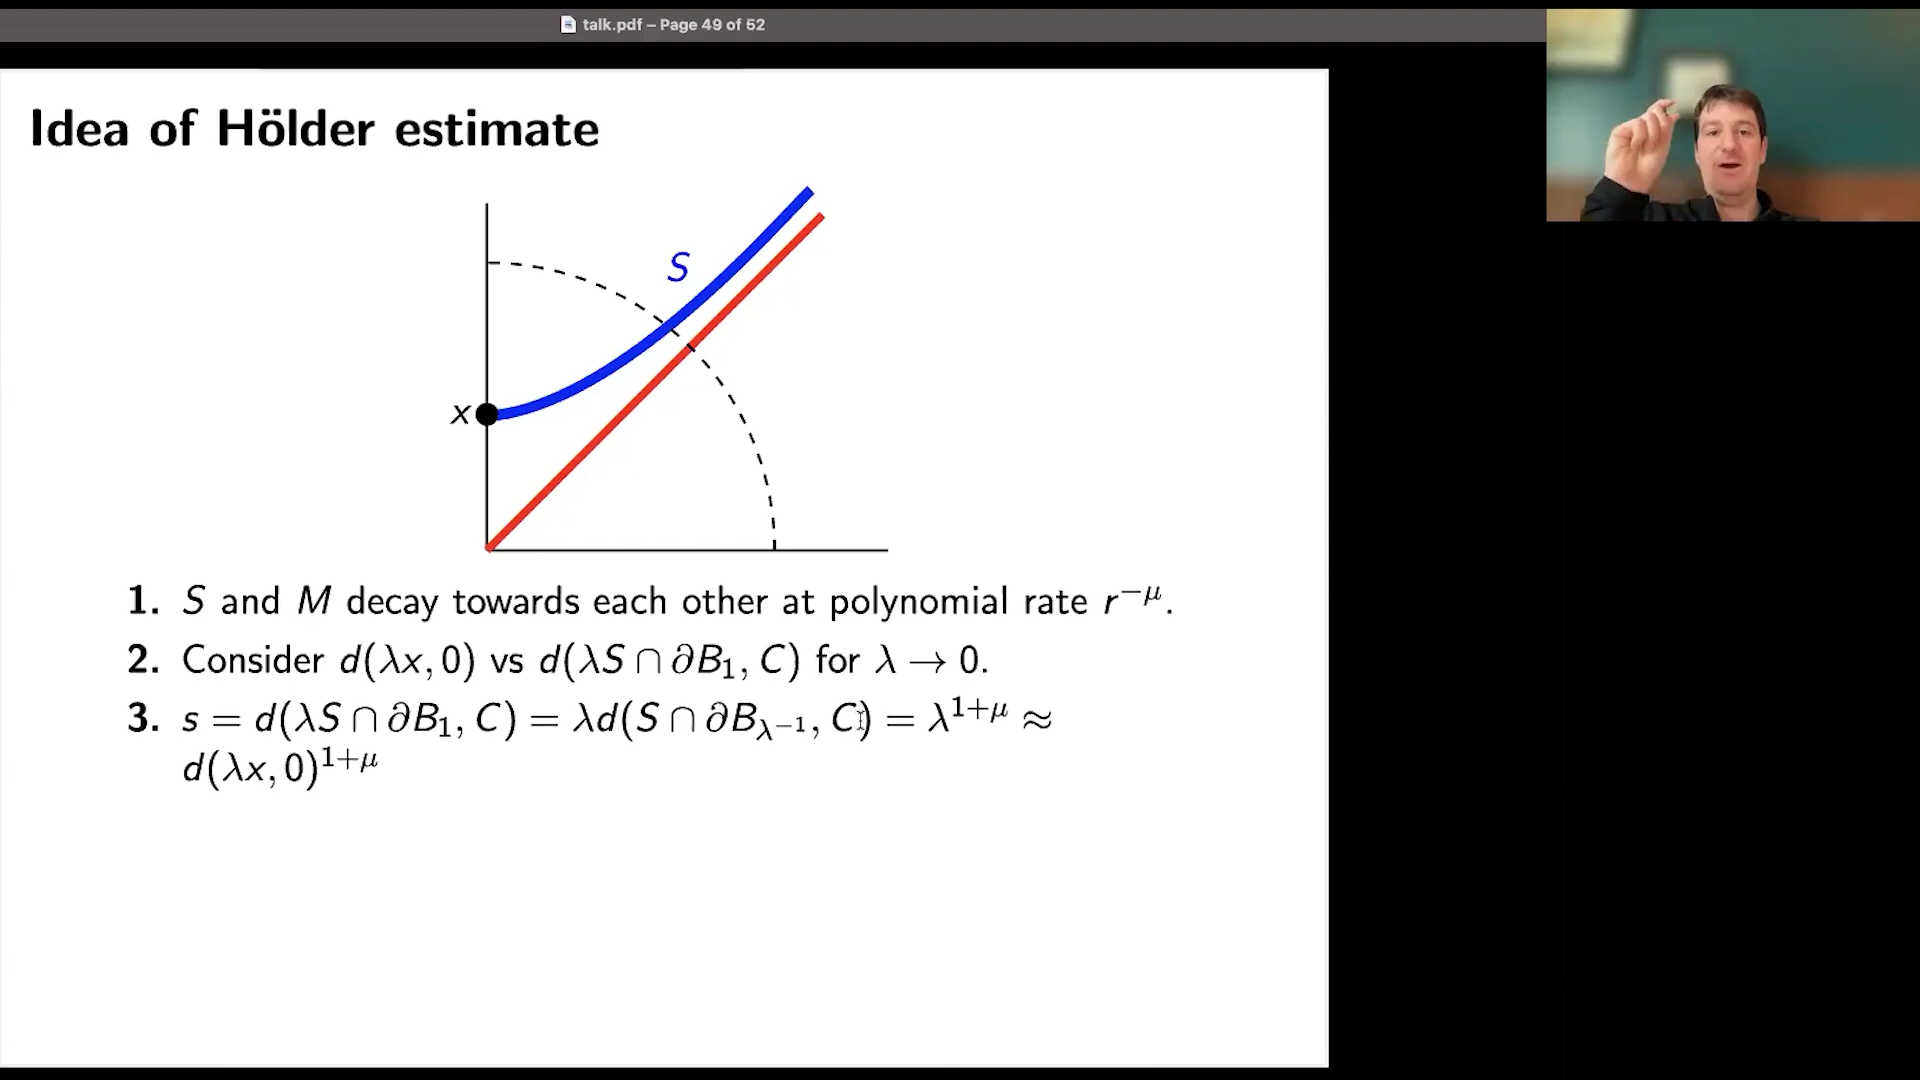 talk.pdf – Page 49 of 52
Idea of Hölder estimate
S
x
1. S and M decay towards each other at polynomial rate r^{−μ}.
2. Consider d(λx, 0) vs d(λS ∩ ∂B₁, C) for λ → 0.
3. s = d(λS ∩ ∂B₁, C) = λd(S ∩ ∂B_{λ^{−1}}, C) = λ^{1+μ} ≈
d(λx, 0)^{1+μ}